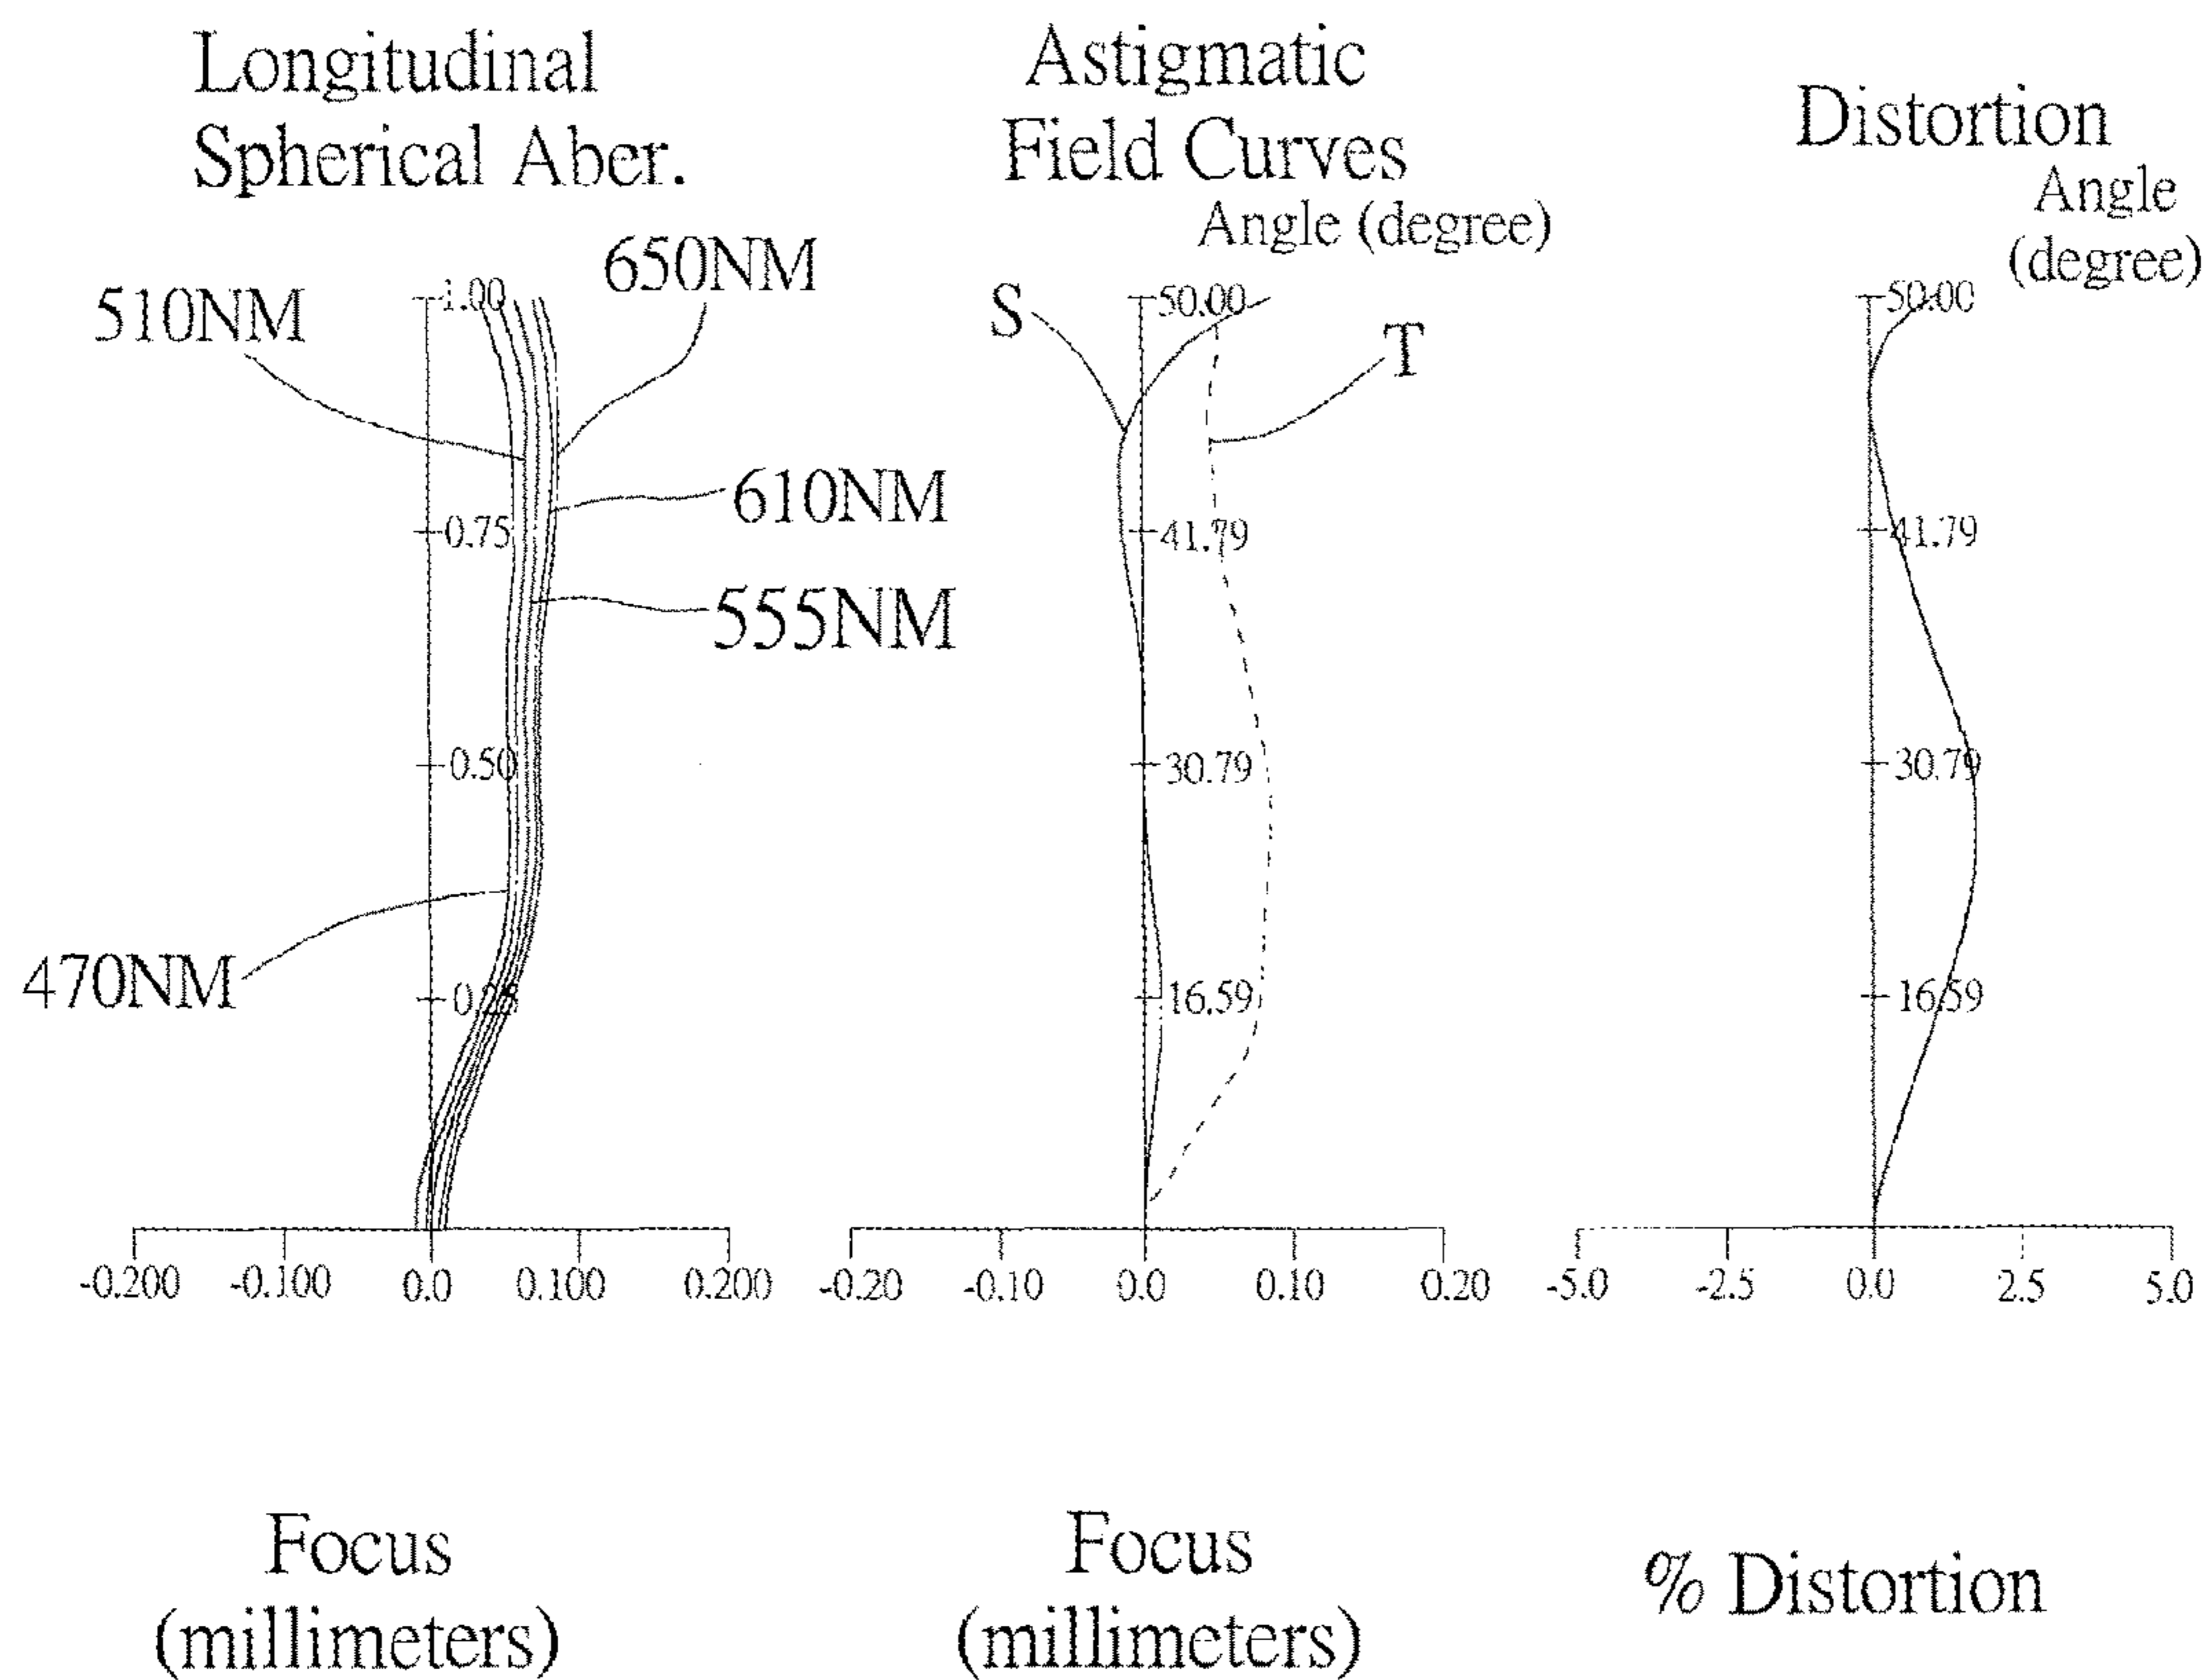 Longitudinal
Spherical Aber.
510NM
650NM
1.00
610NM
0.75
555NM
0.50
470NM
0.25
-0.200 -0.100 0.0 0.100 0.200
Focus
(millimeters)
Astigmatic
Field Curves
Angle (degree)
S
50.00
T
41.79
30.79
16.59
-0.20 -0.10 0.0 0.10 0.20
Focus
(millimeters)
Distortion
Angle
(degree)
50.00
41.79
30.79
16.59
-5.0 -2.5 0.0 2.5 5.0
% Distortion